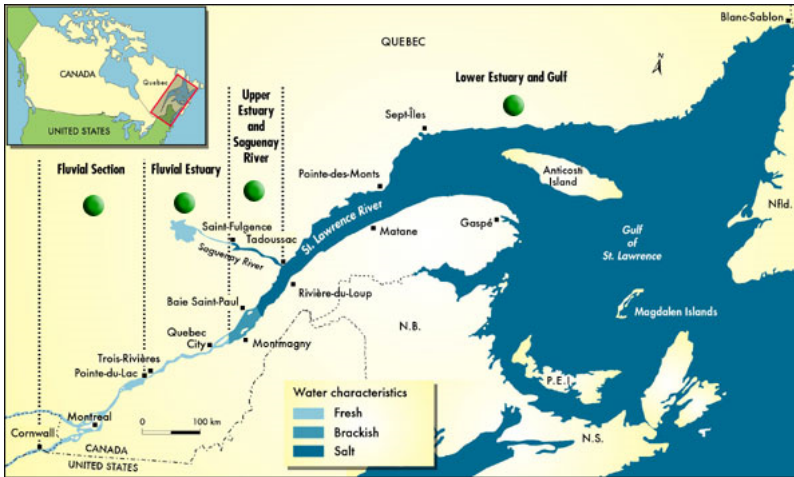 CANADA
Quebec
UNITED STATES
QUEBEC
Blanc-Sablon
N
Lower Estuary and Gulf
Upper
Estuary and
Saguenay
River
Fluvial Section
Fluvial Estuary
Sept-Îles
Pointe-des-Monts
Anticosti
Island
Nfld.
Saint-Fulgence
Tadoussac
Saguenay River
St. Lawrence River
Matane
Gaspé
Gulf
of
St. Lawrence
Baie Saint-Paul
Rivière-du-Loup
Magdalen Islands
Quebec
City
Montmagny
N.B.
Trois-Rivières
Pointe-du-Lac
P.E.I.
Water characteristics
Fresh
Brackish
Salt
Montreal
0
100 km
Cornwall
CANADA
UNITED STATES
N.S.